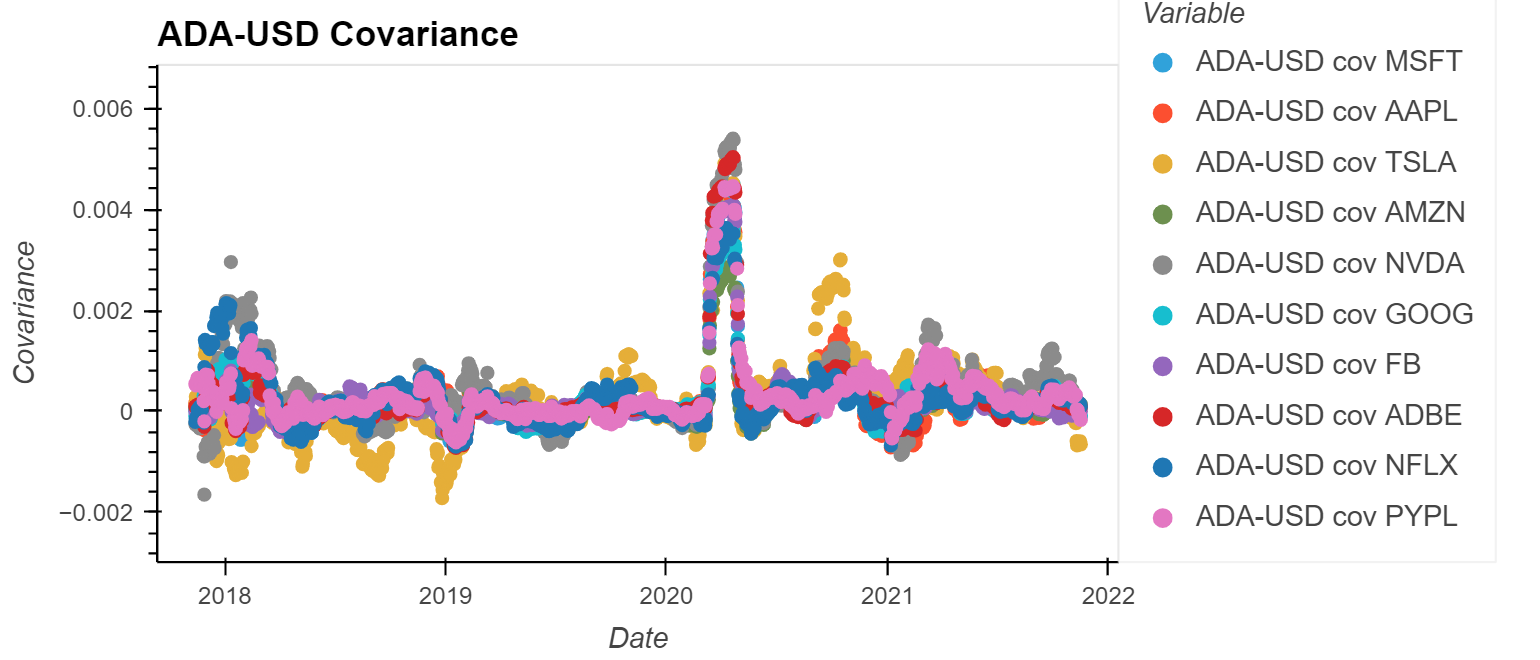 ADA-USD Covariance
Covariance
0.006
0.004
0.002
0
−0.002
2018
2019
2020
2021
2022
Date
Variable
ADA-USD cov MSFT
ADA-USD cov AAPL
ADA-USD cov TSLA
ADA-USD cov AMZN
ADA-USD cov NVDA
ADA-USD cov GOOG
ADA-USD cov FB
ADA-USD cov ADBE
ADA-USD cov NFLX
ADA-USD cov PYPL